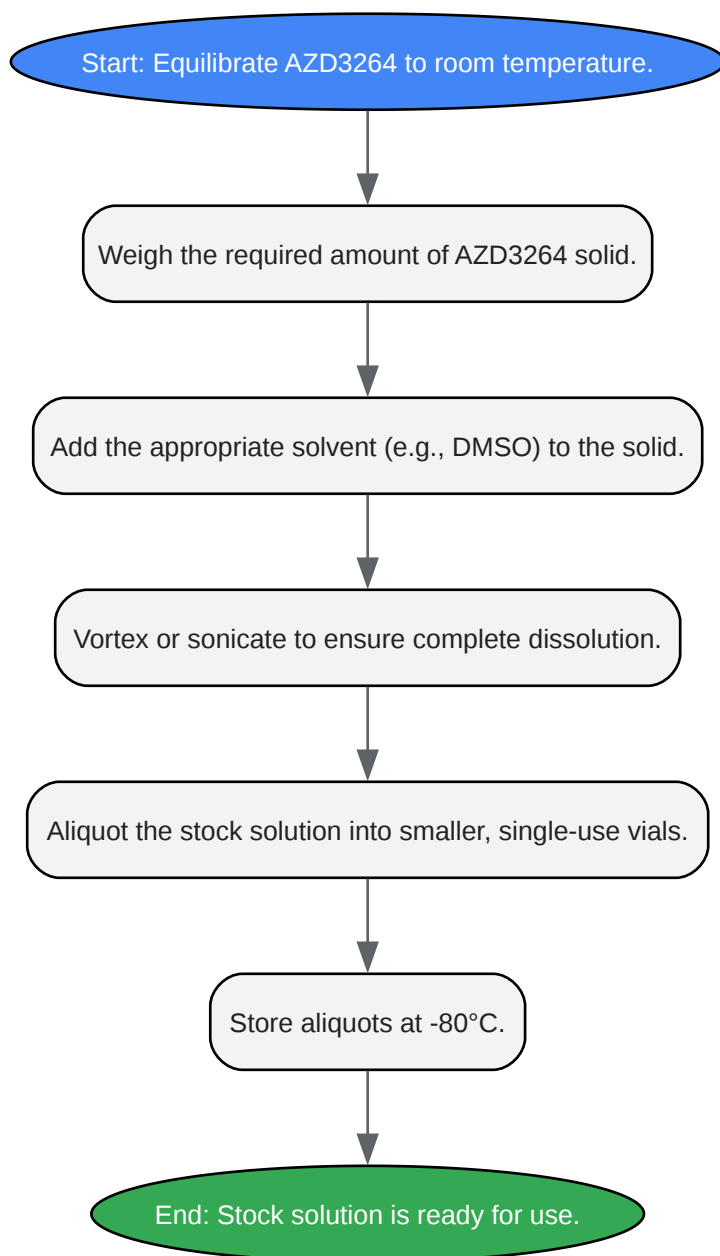 Start: Equilibrate AZD3264 to room temperature.
Weigh the required amount of AZD3264 solid.
Add the appropriate solvent (e.g., DMSO) to the solid.
Vortex or sonicate to ensure complete dissolution.
Aliquot the stock solution into smaller, single-use vials.
Store aliquots at -80°C.
End: Stock solution is ready for use.